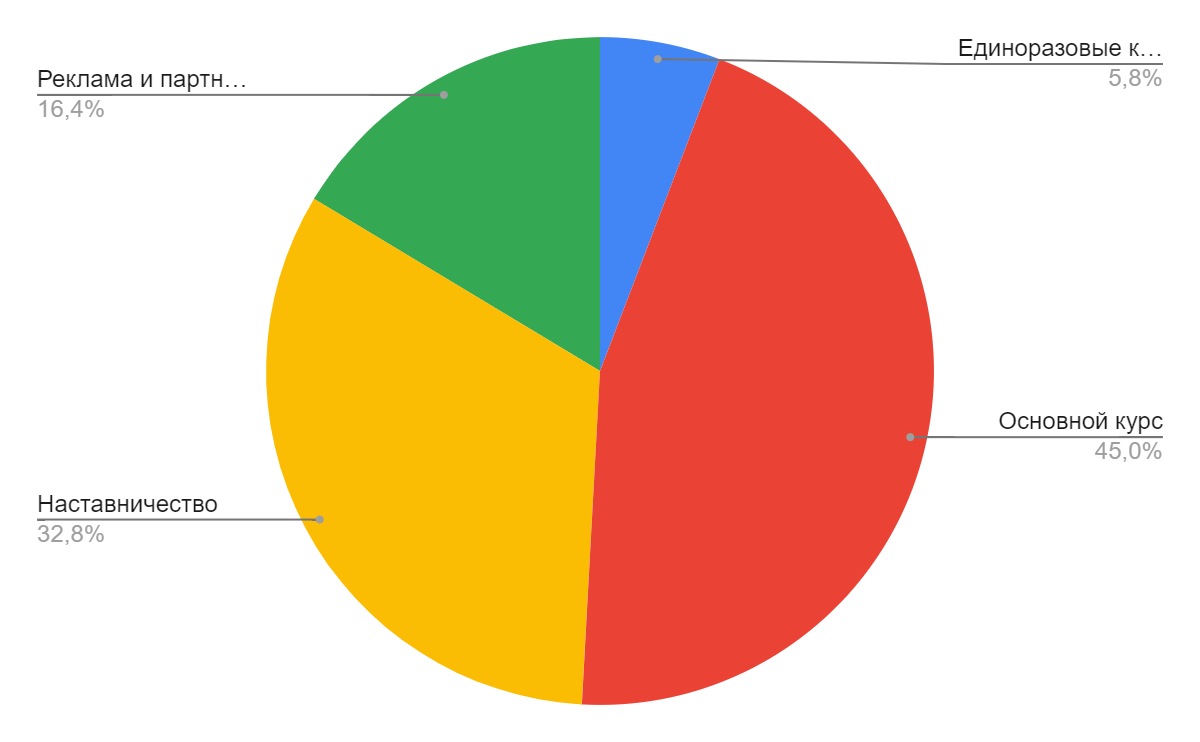 Единоразовые к…
5,8%
Реклама и партн…
16,4%
Основной курс
45,0%
Наставничество
32,8%